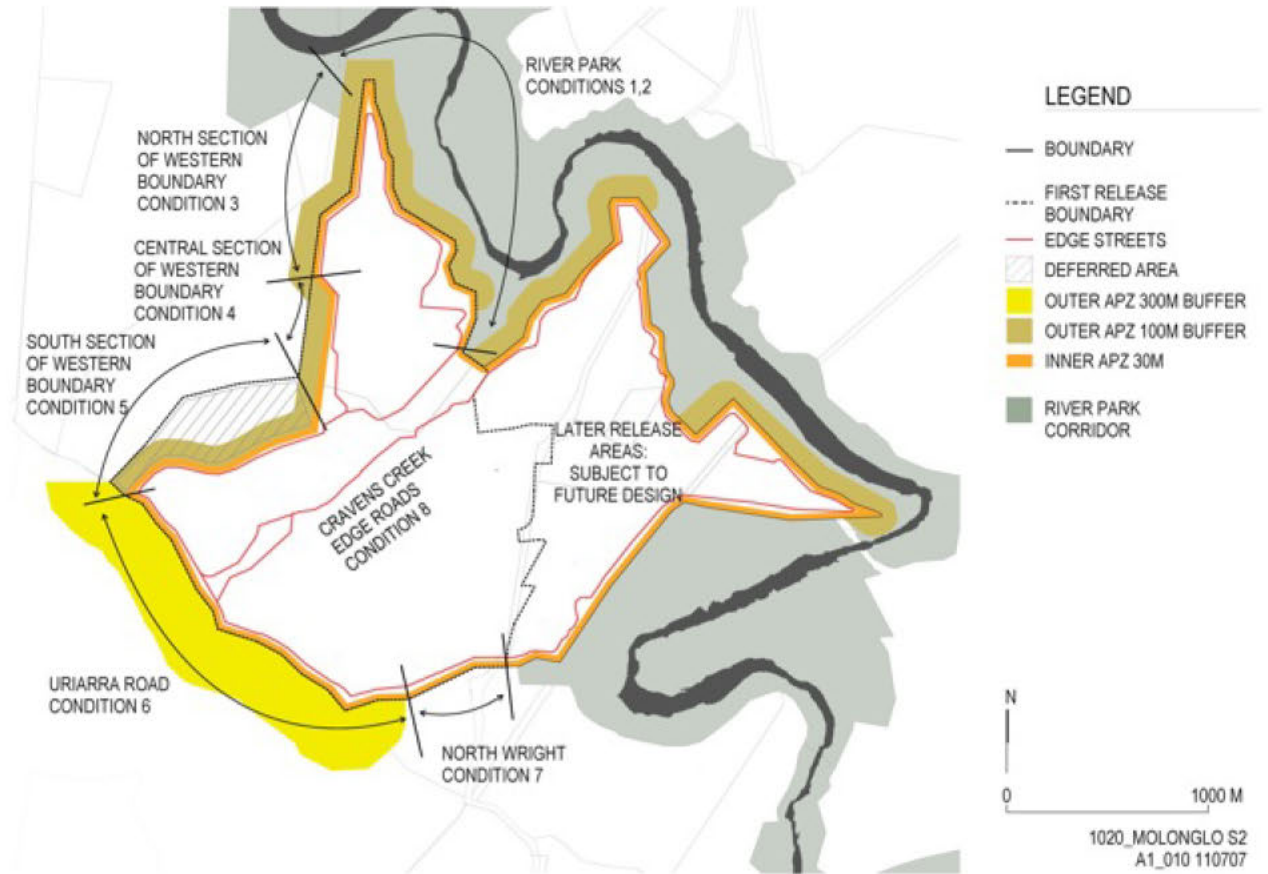 RIVER PARK
CONDITIONS 1,2
NORTH SECTION
OF WESTERN
BOUNDARY
CONDITION 3
CENTRAL SECTION
OF WESTERN
BOUNDARY
CONDITION 4
SOUTH SECTION
OF WESTERN
BOUNDARY
CONDITION 5
LATER RELEASE
AREAS:
SUBJECT TO
FUTURE DESIGN
CRAVENS CREEK
EDGE ROADS
CONDITION 8
URIARRA ROAD
CONDITION 6
NORTH WRIGHT
CONDITION 7
LEGEND
BOUNDARY
FIRST RELEASE
BOUNDARY
EDGE STREETS
DEFERRED AREA
OUTER APZ 300M BUFFER
OUTER APZ 100M BUFFER
INNER APZ 30M
RIVER PARK
CORRIDOR
N
0 1000 M
1020_MOLONGLO S2
A1_010 110707